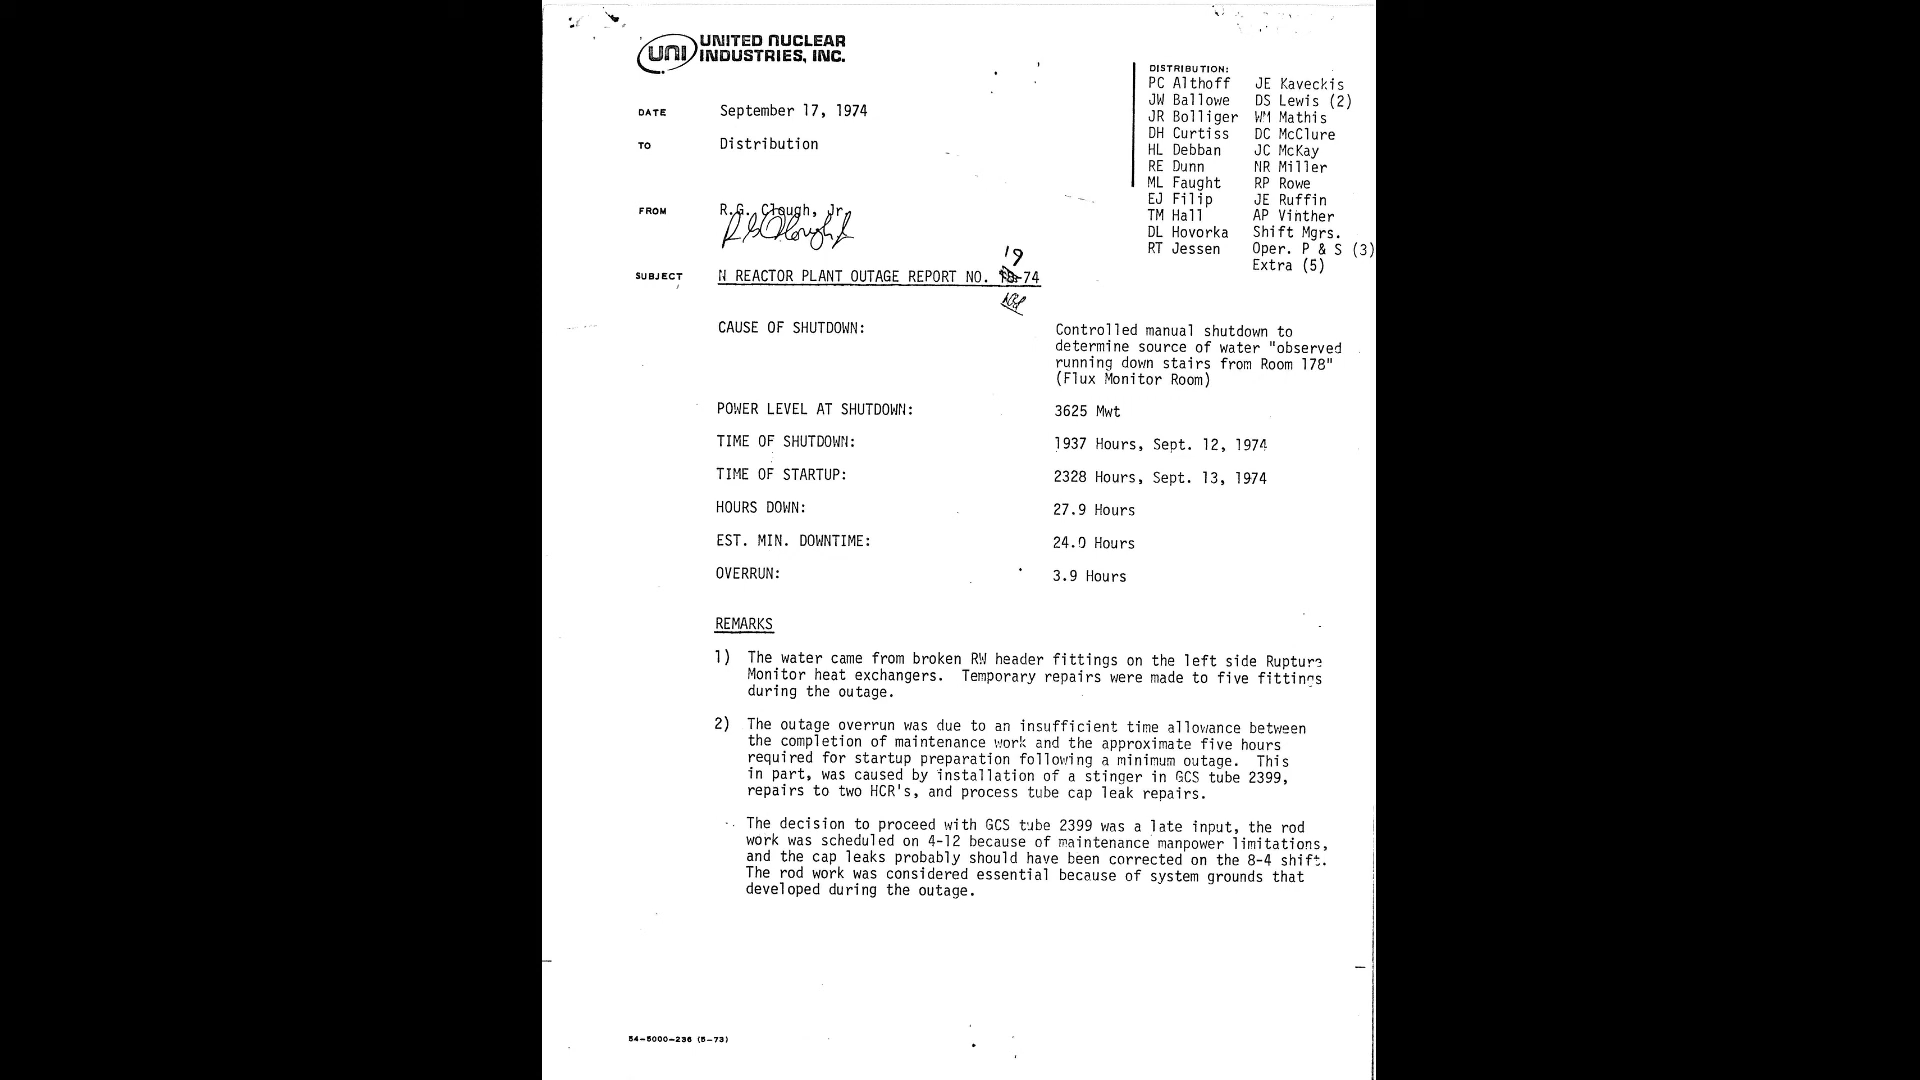 UNI UNITED NUCLEAR
INDUSTRIES, INC.
DISTRIBUTION:
PC Althoff JE Kaveckis
JW Ballowe DS Lewis (2)
JR Bolliger WM Mathis
DH Curtiss DC McClure
HL Debban JC McKay
RE Dunn NR Miller
ML Faught RP Rowe
EJ Filip JE Ruffin
TM Hall AP Vinther
DL Hovorka Shift Mgrs.
RT Jessen Oper. P & S (3)
Extra (5)
DATE September 17, 1974
TO Distribution
FROM R.G. Clough, Jr.
19
SUBJECT N REACTOR PLANT OUTAGE REPORT NO. -74
CAUSE OF SHUTDOWN: Controlled manual shutdown to
determine source of water "observed
running down stairs from Room 178"
(Flux Monitor Room)
POWER LEVEL AT SHUTDOWN: 3625 Mwt
TIME OF SHUTDOWN: 1937 Hours, Sept. 12, 1974
TIME OF STARTUP: 2328 Hours, Sept. 13, 1974
HOURS DOWN: 27.9 Hours
EST. MIN. DOWNTIME: 24.0 Hours
OVERRUN: 3.9 Hours
REMARKS
1) The water came from broken RW header fittings on the left side Rupture
Monitor heat exchangers. Temporary repairs were made to five fittings
during the outage.
2) The outage overrun was due to an insufficient time allowance between
the completion of maintenance work and the approximate five hours
required for startup preparation following a minimum outage. This
in part, was caused by installation of a stinger in GCS tube 2399,
repairs to two HCR's, and process tube cap leak repairs.
The decision to proceed with GCS tube 2399 was a late input, the rod
work was scheduled on 4-12 because of maintenance manpower limitations,
and the cap leaks probably should have been corrected on the 8-4 shift.
The rod work was considered essential because of system grounds that
developed during the outage.
54-5000-236 (5-73)